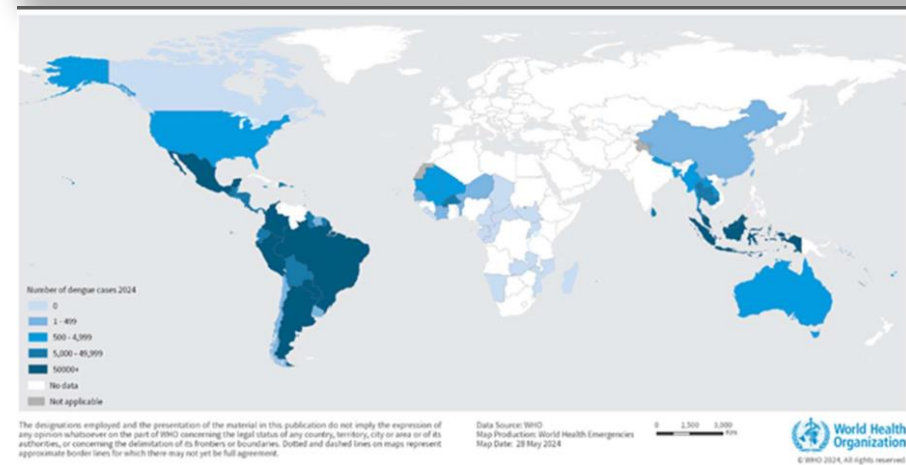 Number of dengue cases 2024
0
1 - 499
500 - 4,999
5,000 - 49,999
50000+
No data
Not applicable
The designations employed and the presentation of the material in this publication do not imply the expression of
any opinion whatsoever on the part of WHO concerning the legal status of any country, territory, city or area or of its
authorities, or concerning the delimitation of its frontiers or boundaries. Dotted and dashed lines on maps represent
approximate border lines for which there may not yet be full agreement.
Data Source: WHO
Map Production: World Health Emergencies
Map Date: 28 May 2024
0 1,500 3,000
Km
World Health
Organization
© WHO 2024, All rights reserved.